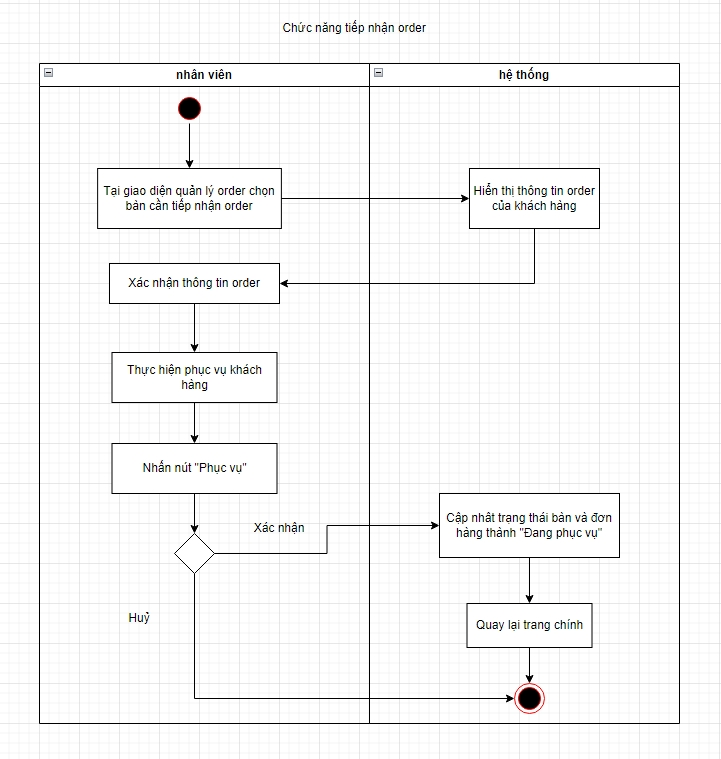 Chức năng tiếp nhận order
nhân viên
hệ thống
Tại giao diện quản lý order chọn
bàn cần tiếp nhận order
Hiển thị thông tin order
của khách hàng
Xác nhận thông tin order
Thực hiện phục vụ khách
hàng
Nhấn nút "Phục vụ"
Xác nhận
Cập nhât trạng thái bàn và đơn
hàng thành "Đang phục vụ"
Huỷ
Quay lại trang chính